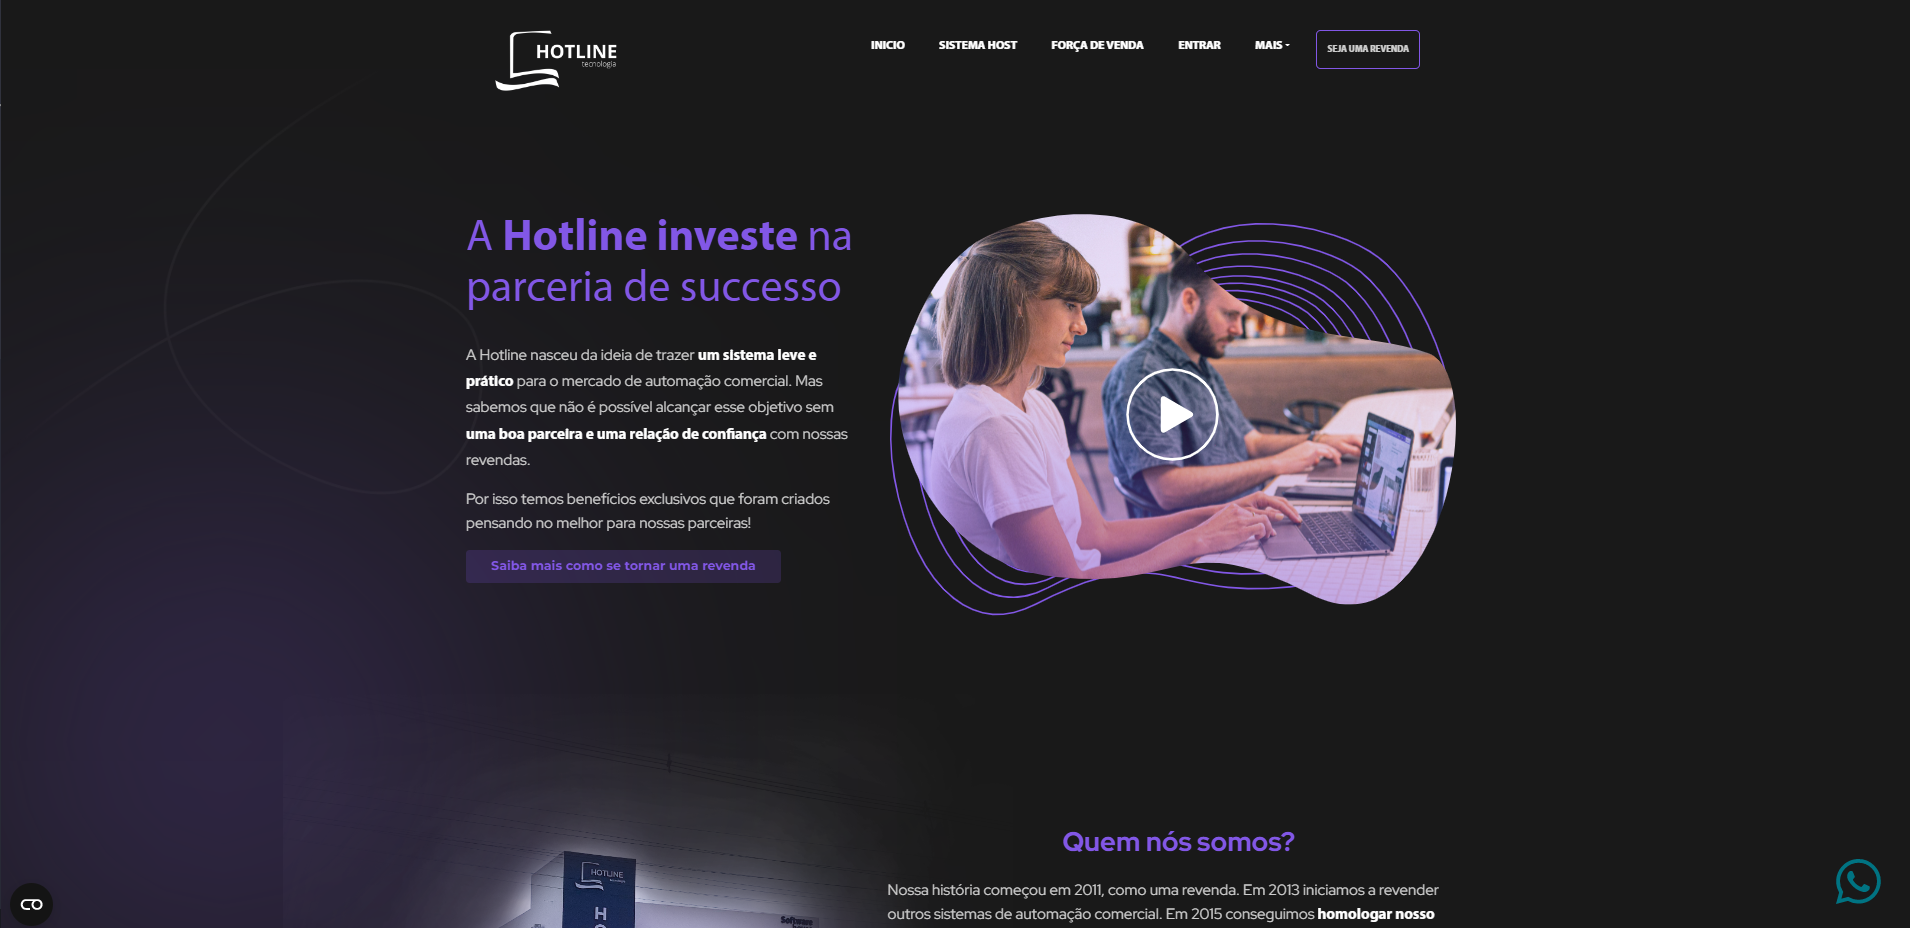 HOTLINE
tecnologia
INICIO
SISTEMA HOST
FORÇA DE VENDA
ENTRAR
MAIS
SEJA UMA REVENDA
A Hotline investe na
parceria de successo
A Hotline nasceu da ideia de trazer um sistema leve e
prático para o mercado de automação comercial. Mas
sabemos que não é possível alcançar esse objetivo sem
uma boa parceira e uma relação de confiança com nossas
revendas.
Por isso temos benefícios exclusivos que foram criados
pensando no melhor para nossas parceiras!
Saiba mais como se tornar uma revenda
Quem nós somos?
Nossa história começou em 2011, como uma revenda. Em 2013 iniciamos a revender
outros sistemas de automação comercial. Em 2015 conseguimos homologar nosso
HOTLINE
H
Software